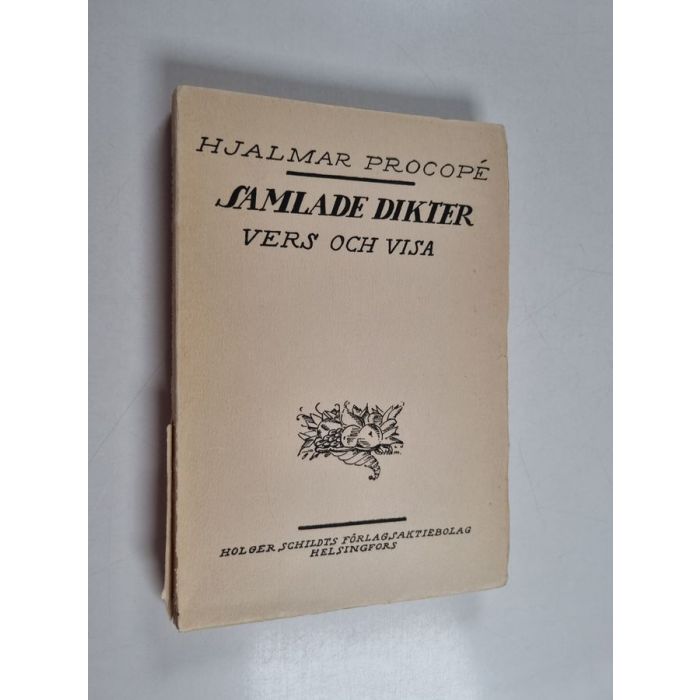 HJALMAR PROCOPÉ
SAMLADE DIKTER
VERS OCH VISA
HOLGER SCHILDTS FÖRLAGSAKTIEBOLAG
HELSINGFORS